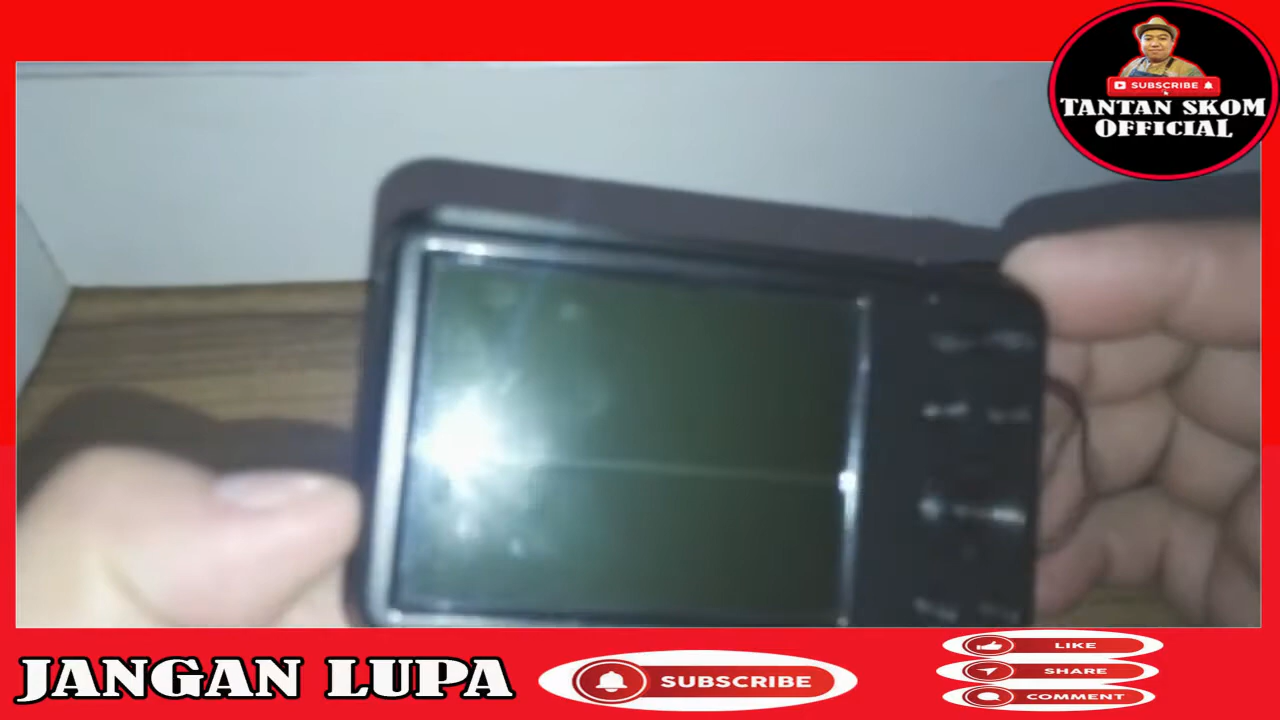 SUBSCRIBE
TANTAN SKOM
OFFICIAL
JANGAN LUPA
SUBSCRIBE
LIKE
SHARE
COMMENT